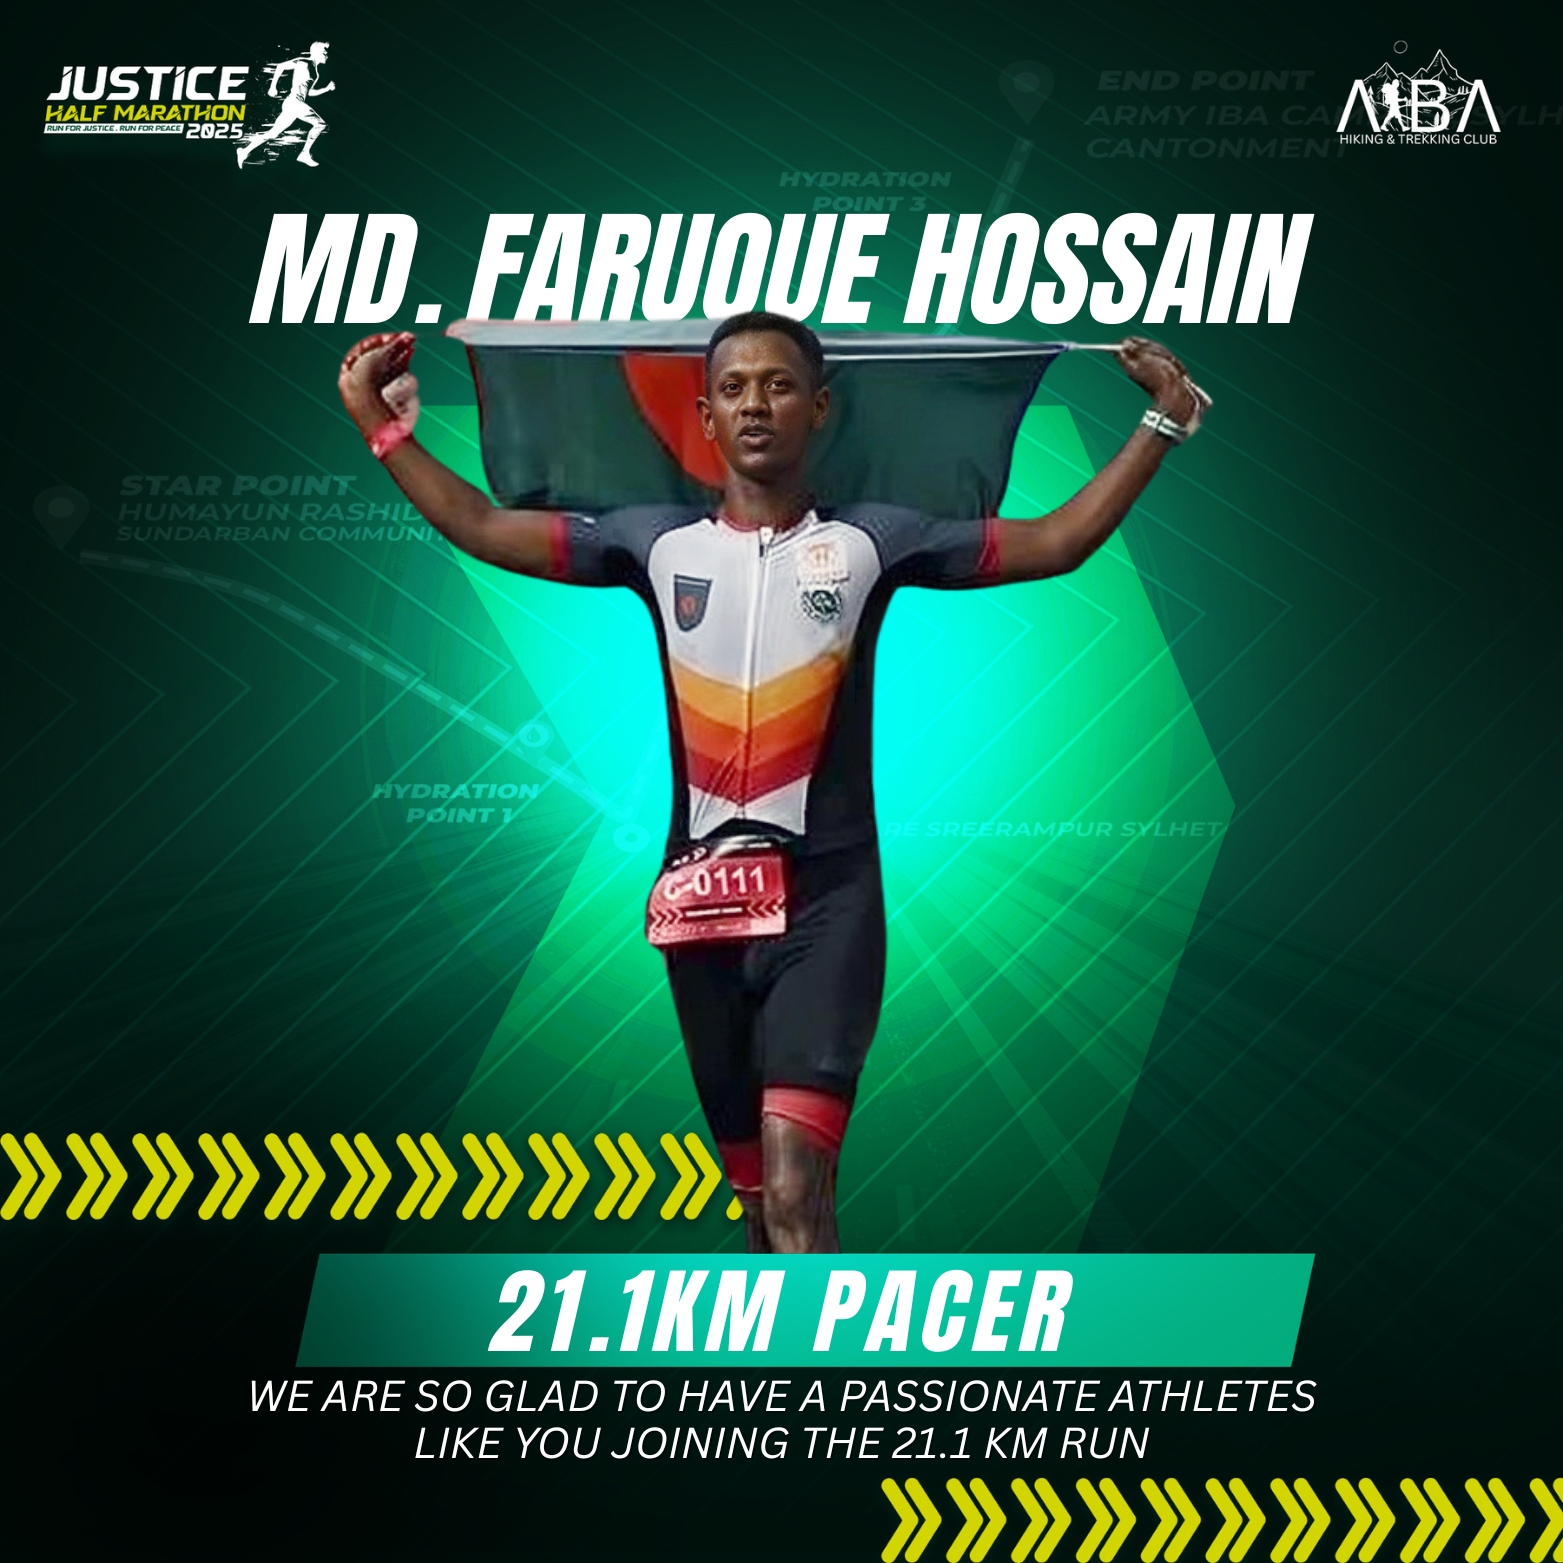 JUSTICE
HALF MARATHON
RUN FOR JUSTICE . RUN FOR PEACE 2025
AIBA
HIKING & TREKKING CLUB
END POINT
ARMY IBA SYLH
CANTONMENT
HYDRATION
POINT 3
MD. FARUQUE HOSSAIN
STAR POINT
HUMAYUN RASHID
SUNDARBAN
HYDRATION
POINT 1
SREERAMPUR SYLHET
0111
21.1KM PACER
WE ARE SO GLAD TO HAVE A PASSIONATE ATHLETES
LIKE YOU JOINING THE 21.1 KM RUN